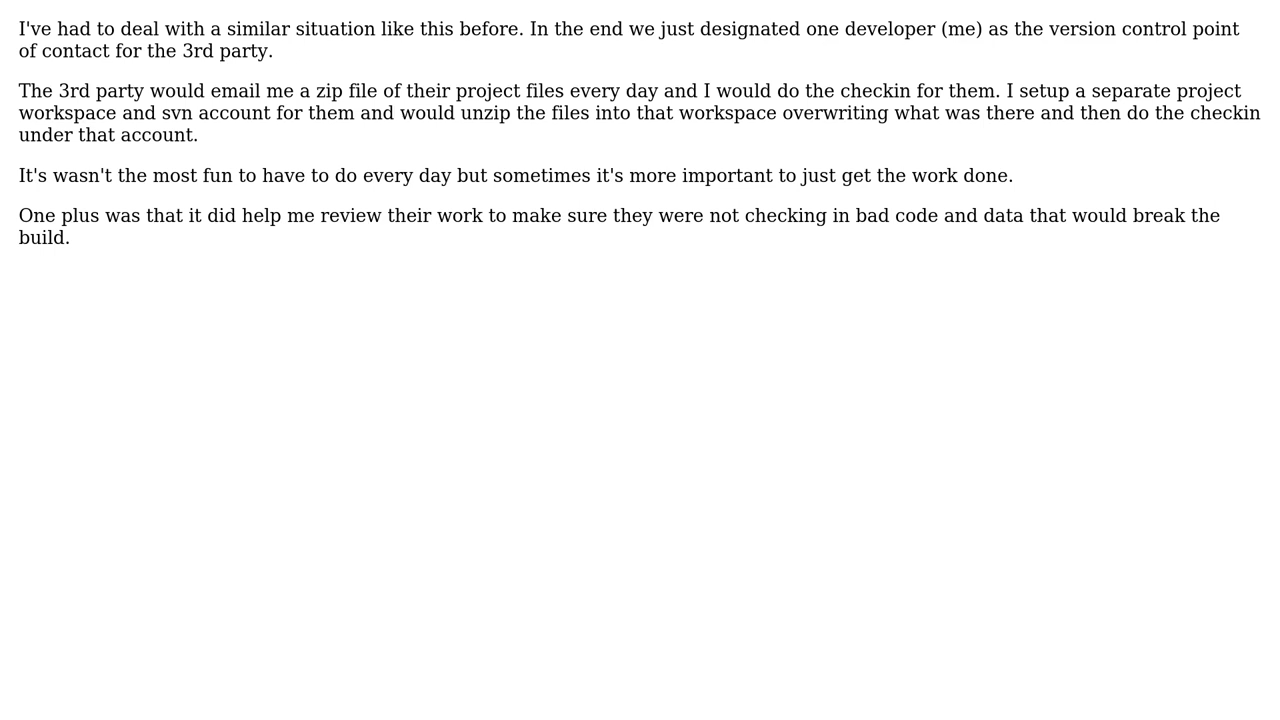 I've had to deal with a similar situation like this before. In the end we just designated one developer (me) as the version control point
of contact for the 3rd party.
The 3rd party would email me a zip file of their project files every day and I would do the checkin for them. I setup a separate project
workspace and svn account for them and would unzip the files into that workspace overwriting what was there and then do the checkin
under that account.
It's wasn't the most fun to have to do every day but sometimes it's more important to just get the work done.
One plus was that it did help me review their work to make sure they were not checking in bad code and data that would break the
build.